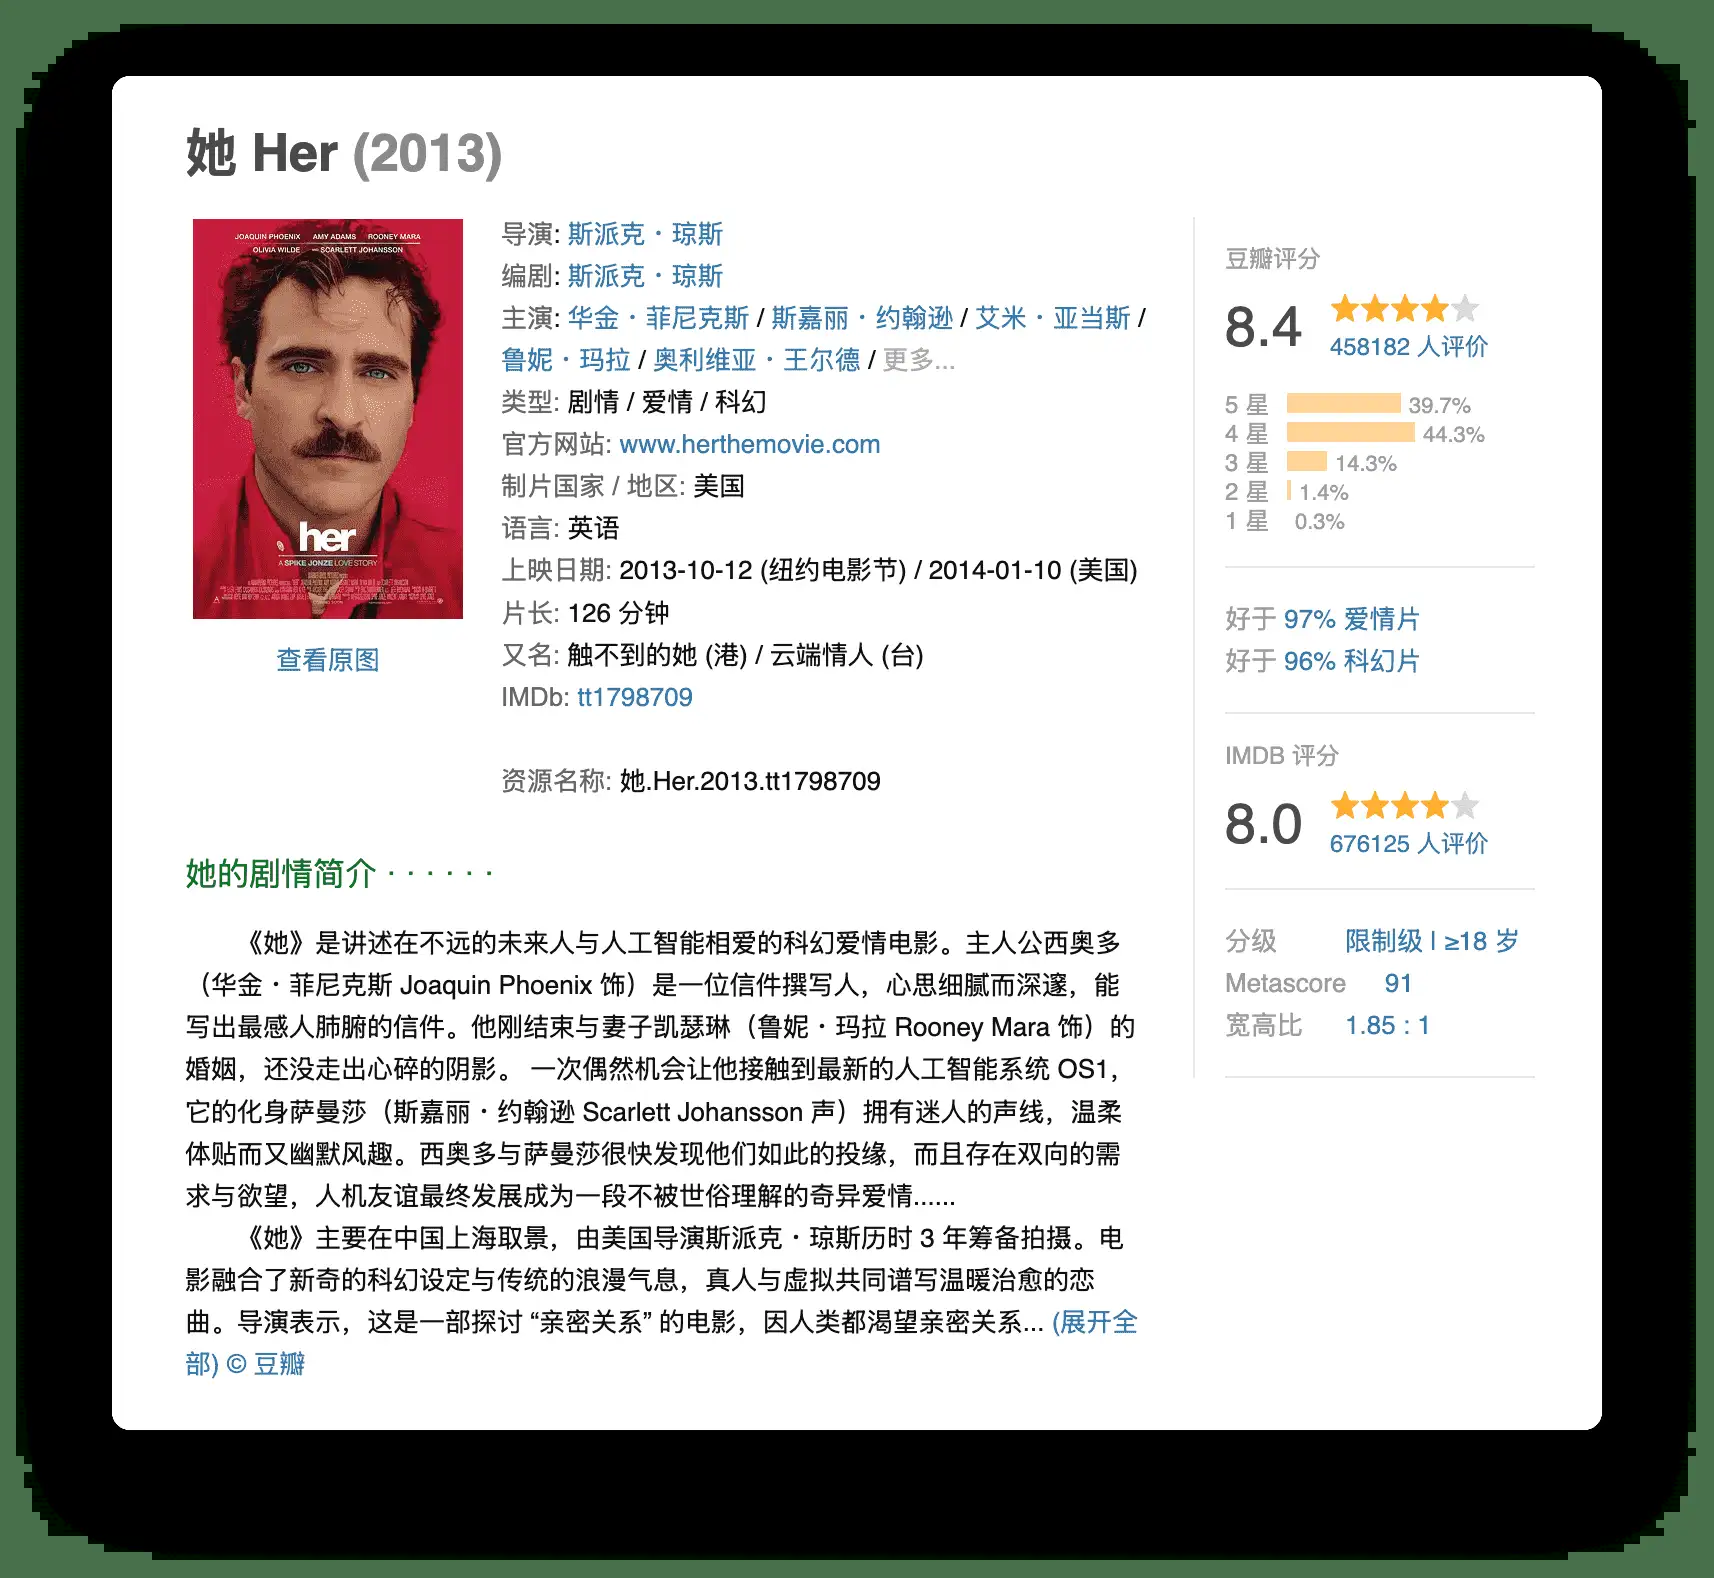 她 Her (2013)
JOAQUIN PHOENIX AMY ADAMS ROONEY MARA
OLIVIA WILDE AND SCARLETT JOHANSSON
her
A SPIKE JONZE LOVE STORY
查看原图
导演: 斯派克・琼斯
编剧: 斯派克・琼斯
主演: 华金・菲尼克斯 / 斯嘉丽・约翰逊 / 艾米・亚当斯 /
鲁妮・玛拉 / 奥利维亚・王尔德 / 更多...
类型: 剧情 / 爱情 / 科幻
官方网站: www.herthemovie.com
制片国家 / 地区: 美国
语言: 英语
上映日期: 2013-10-12 (纽约电影节) / 2014-01-10 (美国)
片长: 126 分钟
又名: 触不到的她 (港) / 云端情人 (台)
IMDb: tt1798709
资源名称: 她.Her.2013.tt1798709
她的剧情简介 · · · · · ·
《她》是讲述在不远的未来人与人工智能相爱的科幻爱情电影。主人公西奥多
（华金・菲尼克斯 Joaquin Phoenix 饰）是一位信件撰写人，心思细腻而深邃，能
写出最感人肺腑的信件。他刚结束与妻子凯瑟琳（鲁妮・玛拉 Rooney Mara 饰）的
婚姻，还没走出心碎的阴影。 一次偶然机会让他接触到最新的人工智能系统 OS1，
它的化身萨曼莎（斯嘉丽・约翰逊 Scarlett Johansson 声）拥有迷人的声线，温柔
体贴而又幽默风趣。西奥多与萨曼莎很快发现他们如此的投缘，而且存在双向的需
求与欲望，人机友谊最终发展成为一段不被世俗理解的奇异爱情......
《她》主要在中国上海取景，由美国导演斯派克・琼斯历时 3 年筹备拍摄。电
影融合了新奇的科幻设定与传统的浪漫气息，真人与虚拟共同谱写温暖治愈的恋
曲。导演表示，这是一部探讨 “亲密关系” 的电影，因人类都渴望亲密关系... (展开全
部) © 豆瓣
豆瓣评分
8.4
458182 人评价
5 星 39.7%
4 星 44.3%
3 星 14.3%
2 星 1.4%
1 星 0.3%
好于 97% 爱情片
好于 96% 科幻片
IMDB 评分
8.0
676125 人评价
分级 限制级 | ≥18 岁
Metascore 91
宽高比 1.85 : 1